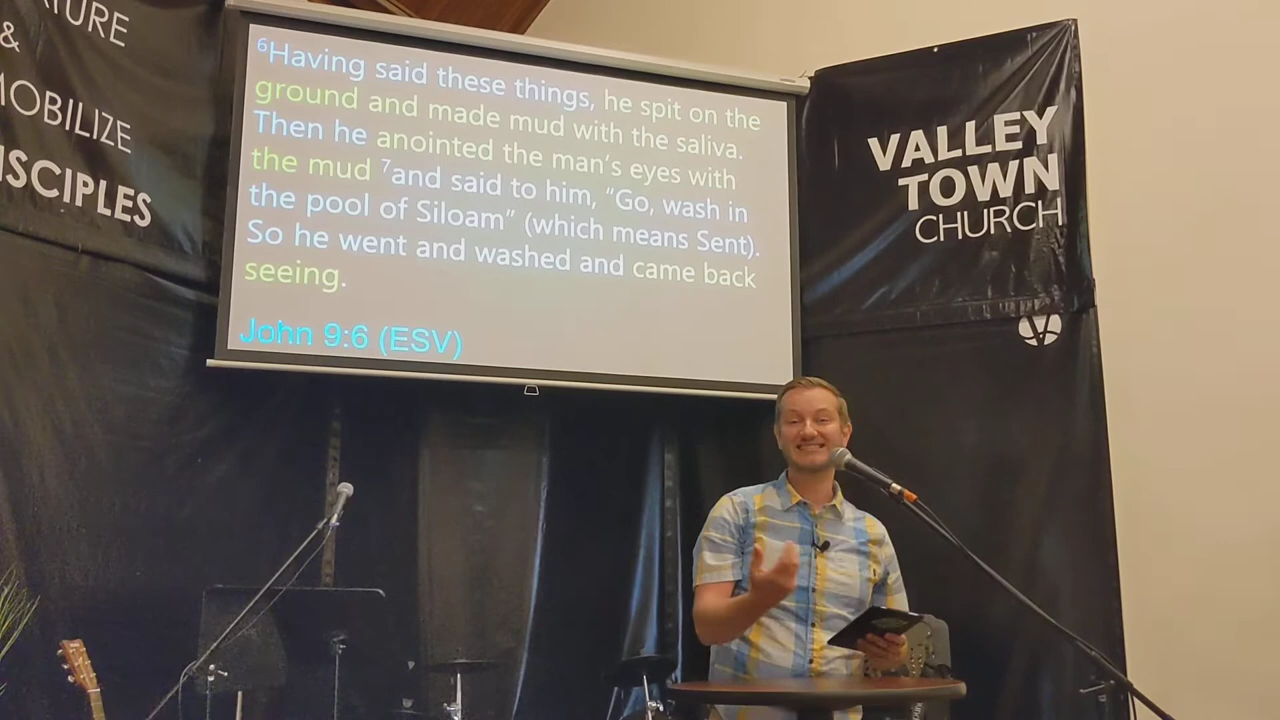 &
ISCIPLES
⁶Having said these things, he spit on the
ground and made mud with the saliva.
Then he anointed the man's eyes with
the mud ⁷and said to him, “Go, wash in
the pool of Siloam” (which means Sent).
So he went and washed and came back
seeing.
John 9:6 (ESV)
VALLEY
TOWN
CHURCH